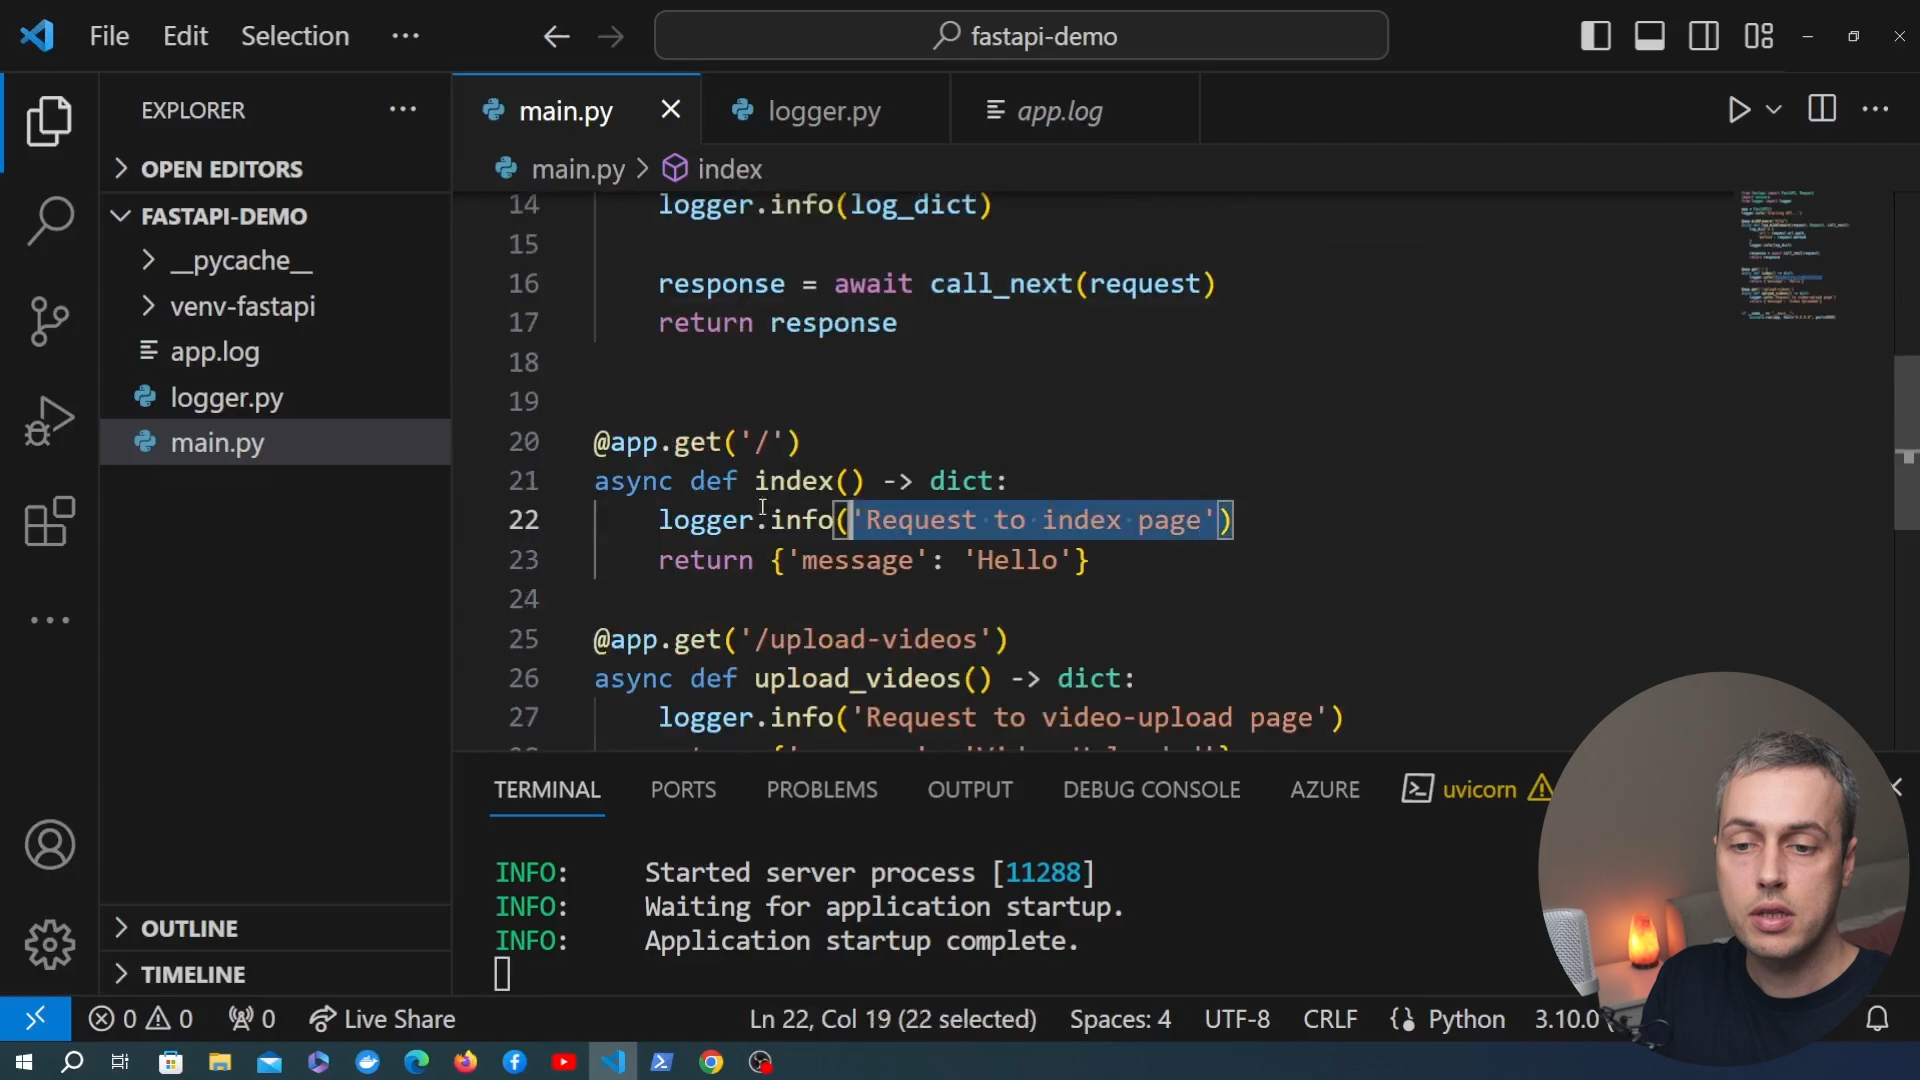 File Edit Selection ··· fastapi-demo
EXPLORER ···
main.py
logger.py
app.log
OPEN EDITORS
main.py > index
FASTAPI-DEMO
__pycache__
venv-fastapi
app.log
logger.py
main.py
14 logger.info(log_dict)
15
16 response = await call_next(request)
17 return response
18
19
20 @app.get('/')
21 async def index() -> dict:
22 logger.info('Request to index page')
23 return {'message': 'Hello'}
24
25 @app.get('/upload-videos')
26 async def upload_videos() -> dict:
27 logger.info('Request to video-upload page')
TERMINAL PORTS PROBLEMS OUTPUT DEBUG CONSOLE AZURE uvicorn
INFO: Started server process [11288]
INFO: Waiting for application startup.
INFO: Application startup complete.
OUTLINE
TIMELINE
0 0 0 Live Share Ln 22, Col 19 (22 selected) Spaces: 4 UTF-8 CRLF Python 3.10.0